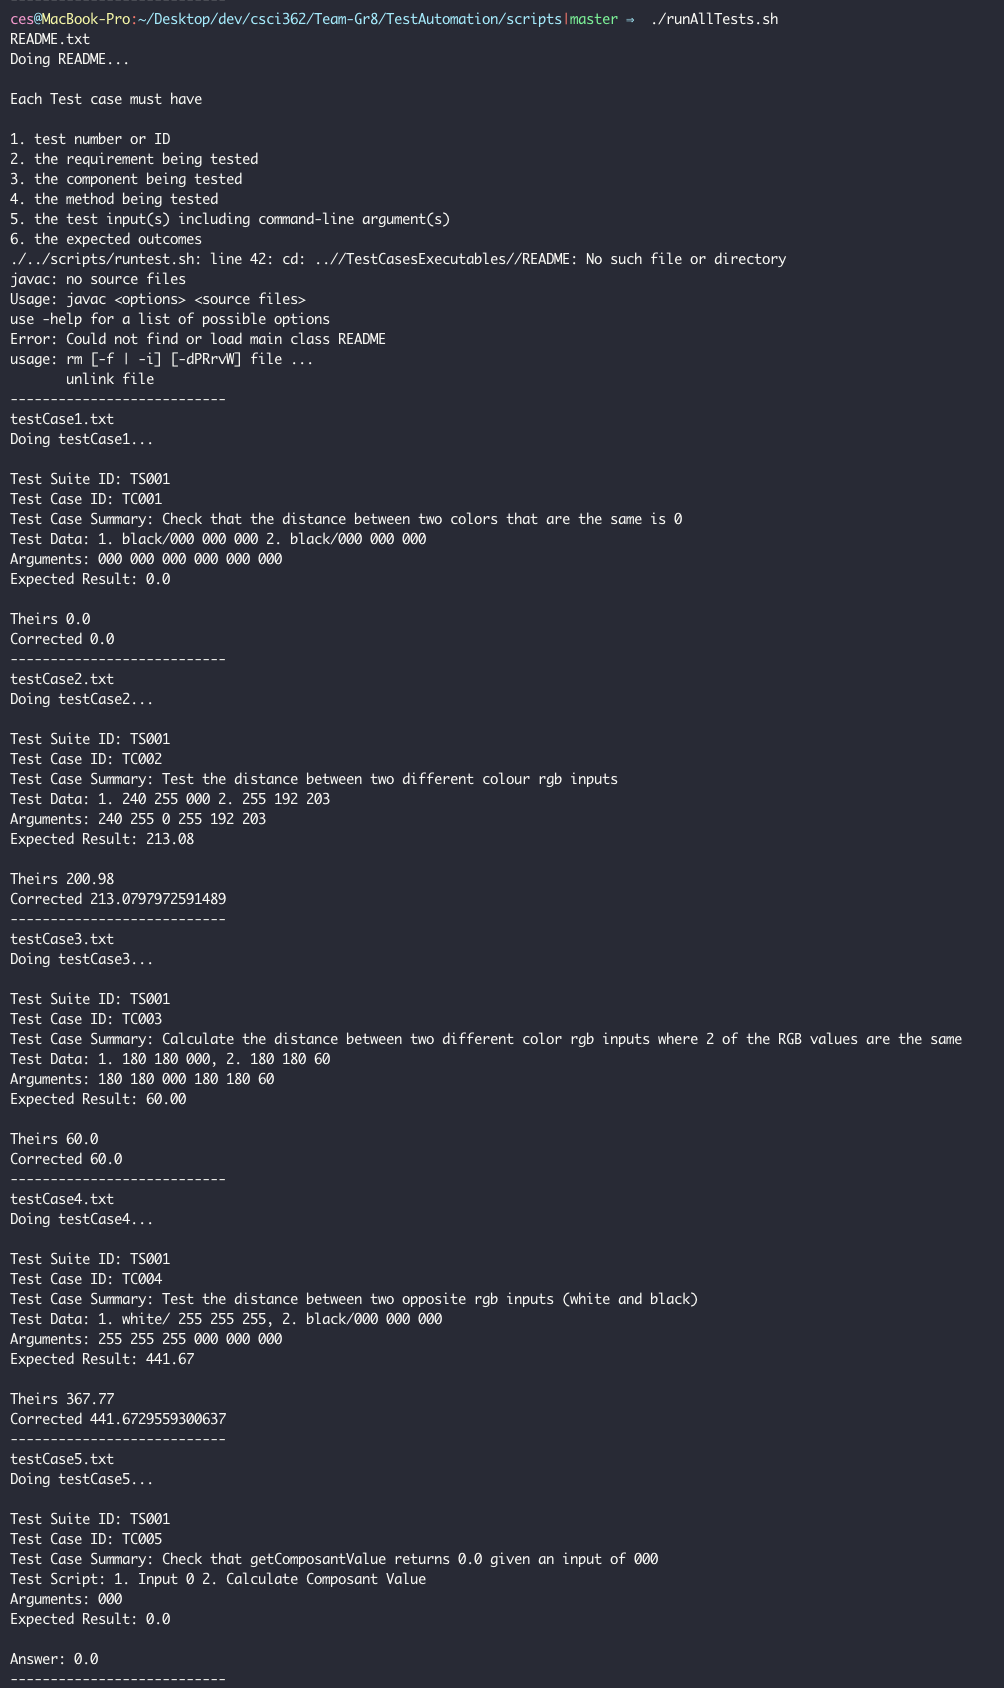 ---------------------------
ces@MacBook-Pro:~/Desktop/dev/csci362/Team-Gr8/TestAutomation/scripts|master ⇒  ./runAllTests.sh
README.txt
Doing README...

Each Test case must have

1. test number or ID
2. the requirement being tested
3. the component being tested
4. the method being tested
5. the test input(s) including command-line argument(s)
6. the expected outcomes
./../scripts/runtest.sh: line 42: cd: ..//TestCasesExecutables//README: No such file or directory
javac: no source files
Usage: javac <options> <source files>
use -help for a list of possible options
Error: Could not find or load main class README
usage: rm [-f | -i] [-dPRrvW] file ...
       unlink file
---------------------------
testCase1.txt
Doing testCase1...

Test Suite ID: TS001
Test Case ID: TC001
Test Case Summary: Check that the distance between two colors that are the same is 0
Test Data: 1. black/000 000 000 2. black/000 000 000
Arguments: 000 000 000 000 000 000
Expected Result: 0.0

Theirs 0.0
Corrected 0.0
---------------------------
testCase2.txt
Doing testCase2...

Test Suite ID: TS001
Test Case ID: TC002
Test Case Summary: Test the distance between two different colour rgb inputs
Test Data: 1. 240 255 000 2. 255 192 203
Arguments: 240 255 0 255 192 203
Expected Result: 213.08

Theirs 200.98
Corrected 213.0797972591489
---------------------------
testCase3.txt
Doing testCase3...

Test Suite ID: TS001
Test Case ID: TC003
Test Case Summary: Calculate the distance between two different color rgb inputs where 2 of the RGB values are the same
Test Data: 1. 180 180 000, 2. 180 180 60
Arguments: 180 180 000 180 180 60
Expected Result: 60.00

Theirs 60.0
Corrected 60.0
---------------------------
testCase4.txt
Doing testCase4...

Test Suite ID: TS001
Test Case ID: TC004
Test Case Summary: Test the distance between two opposite rgb inputs (white and black)
Test Data: 1. white/ 255 255 255, 2. black/000 000 000
Arguments: 255 255 255 000 000 000
Expected Result: 441.67

Theirs 367.77
Corrected 441.6729559300637
---------------------------
testCase5.txt
Doing testCase5...

Test Suite ID: TS001
Test Case ID: TC005
Test Case Summary: Check that getComposantValue returns 0.0 given an input of 000
Test Script: 1. Input 0 2. Calculate Composant Value
Arguments: 000
Expected Result: 0.0

Answer: 0.0
---------------------------